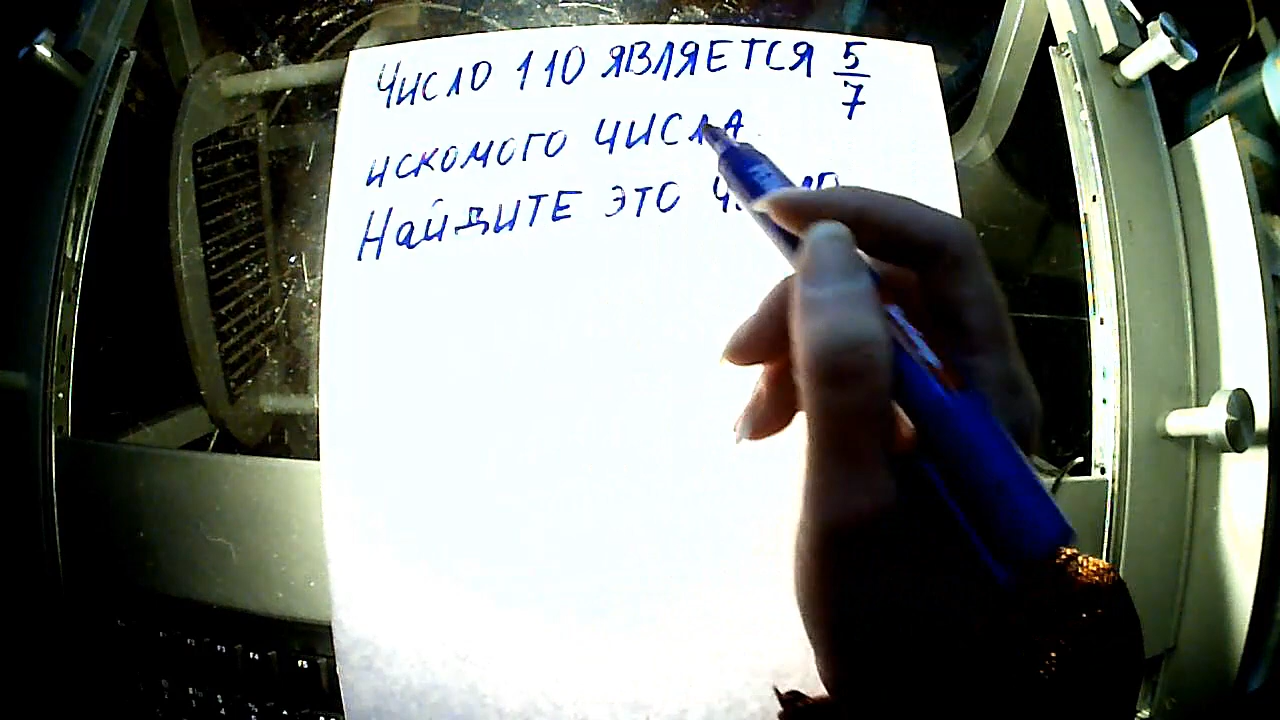 Число 110 является 5/7
искомого числа.
Найдите это